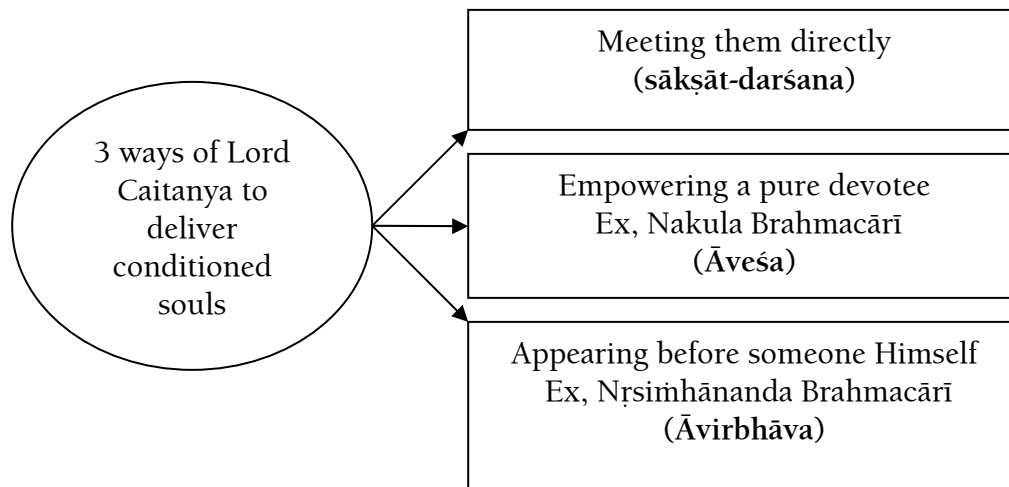 3 ways of Lord
Caitanya to
deliver
conditioned
souls
Meeting them directly
(sākṣāt-darśana)
Empowering a pure devotee
Ex, Nakula Brahmacārī
(Āveśa)
Appearing before someone Himself
Ex, Nṛsiṁhānanda Brahmacārī
(Āvirbhāva)